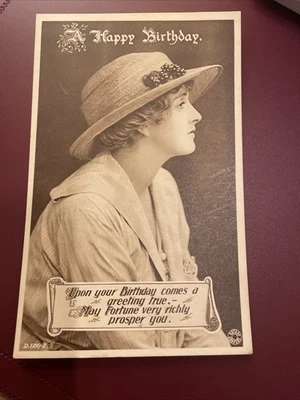 A Happy Birthday.
Upon your Birthday comes a
greeting true,–
May Fortune very richly
prosper you.